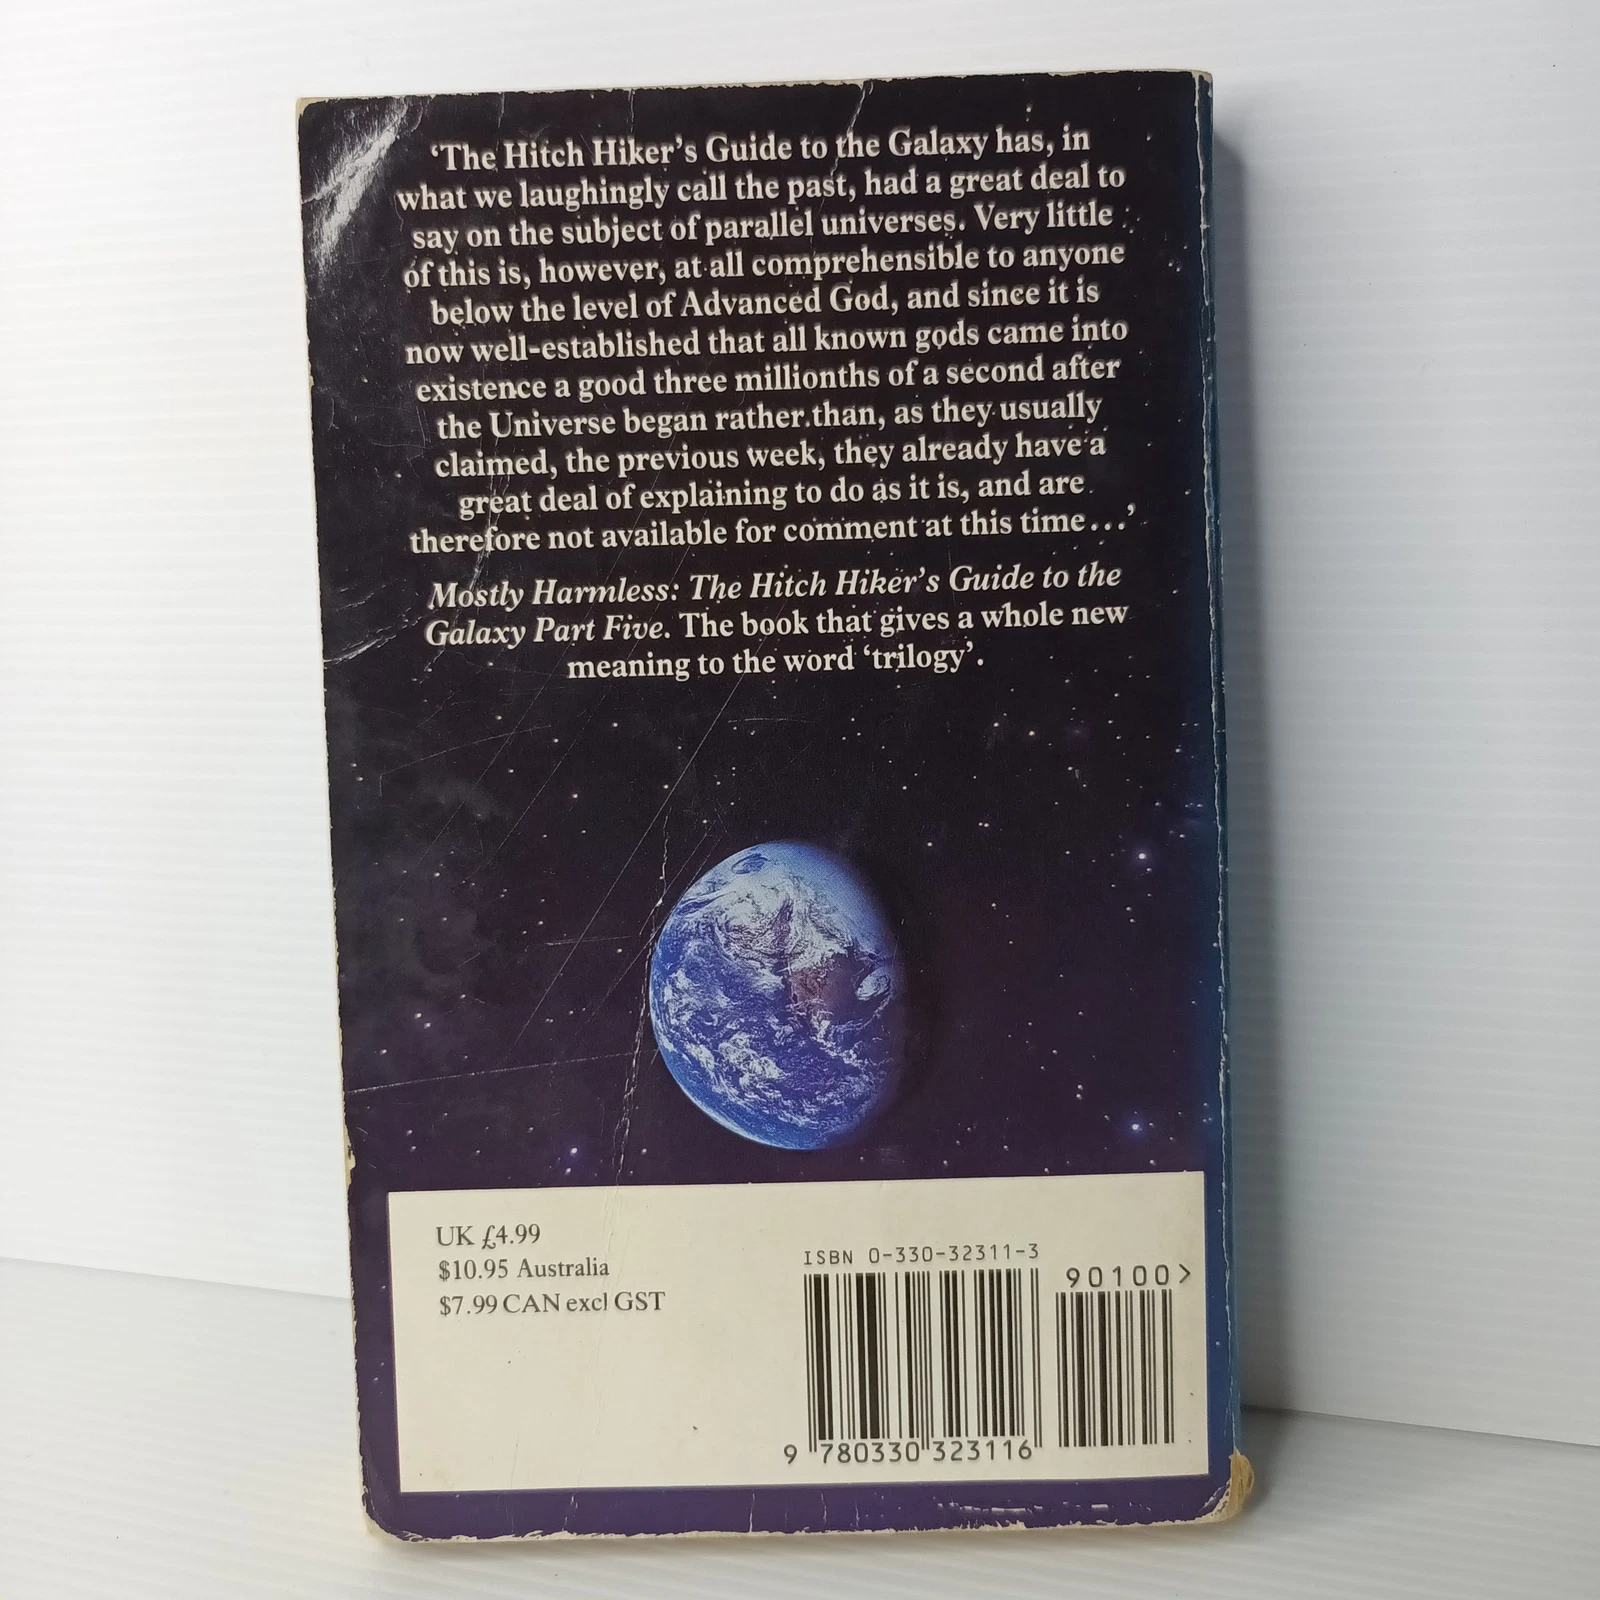 ‘The Hitch Hiker’s Guide to the Galaxy has, in
what we laughingly call the past, had a great deal to
say on the subject of parallel universes. Very little
of this is, however, at all comprehensible to anyone
below the level of Advanced God, and since it is
now well-established that all known gods came into
existence a good three millionths of a second after
the Universe began rather than, as they usually
claimed, the previous week, they already have a
great deal of explaining to do as it is, and are
therefore not available for comment at this time...’
Mostly Harmless: The Hitch Hiker’s Guide to the
Galaxy Part Five. The book that gives a whole new
meaning to the word ‘trilogy’.
UK £4.99
$10.95 Australia
$7.99 CAN excl GST
ISBN 0-330-32311-3
90100>
9 780330 323116